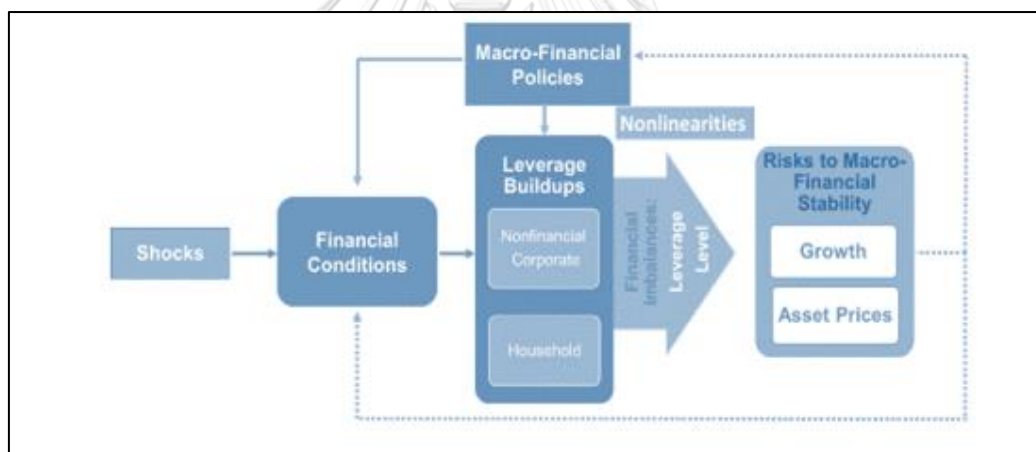 Macro-Financial
Policies
Nonlinearities
Leverage
Buildups
Risks to Macro-
Financial
Stability
Shocks
Financial
Conditions
Nonfinancial
Corporate
Household
Financial
Imbalances:
Leverage
Level
Growth
Asset Prices